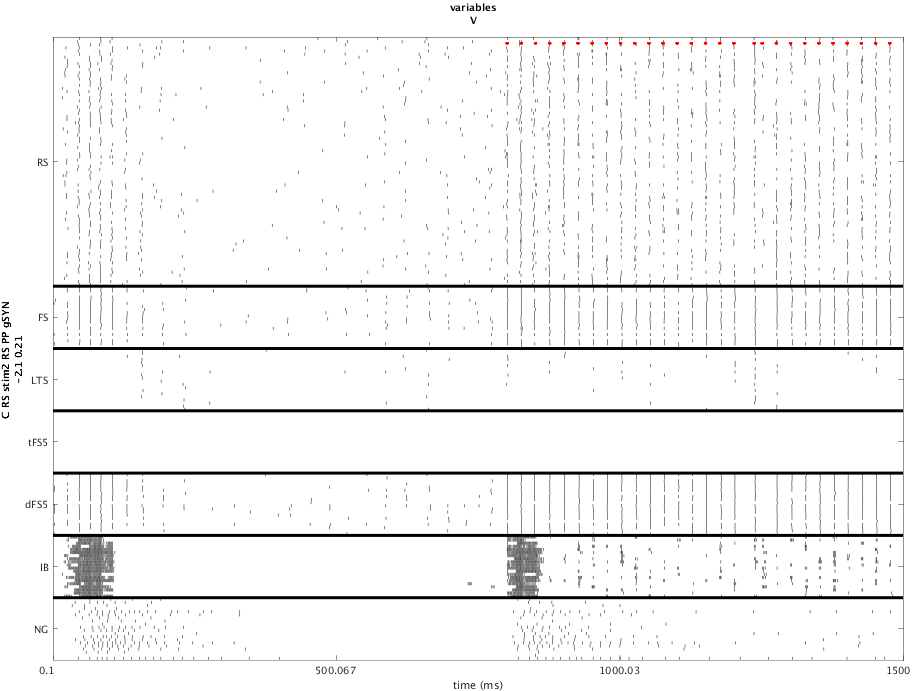 variables
V
C RS stim2 RS PP gSYN
-2.1 0.21
RS
FS
LTS
tFS5
dFS5
IB
NG
0.1 500.067 1000.03 1500
time (ms)